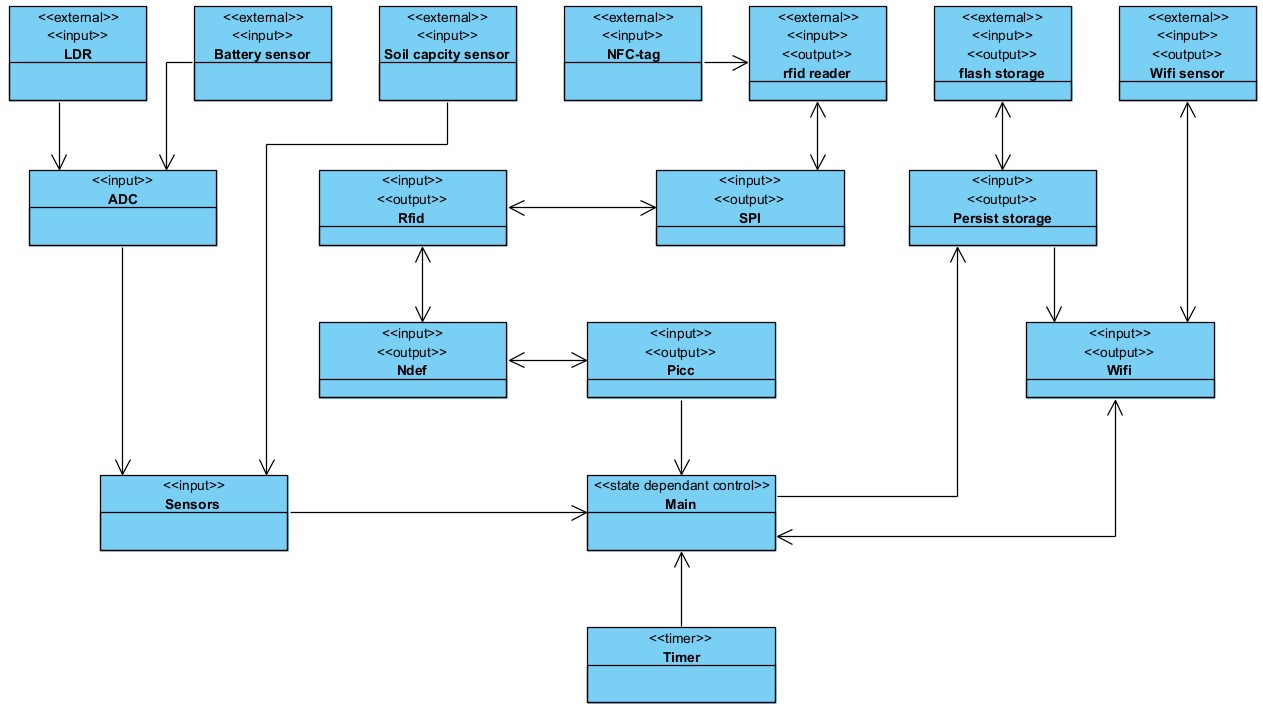 <<external>>
<<input>>
LDR
<<external>>
<<input>>
Battery sensor
<<external>>
<<input>>
Soil capcity sensor
<<external>>
<<input>>
NFC-tag
<<external>>
<<input>>
<<output>>
rfid reader
<<external>>
<<input>>
<<output>>
flash storage
<<external>>
<<input>>
<<output>>
Wifi sensor
<<input>>
ADC
<<input>>
<<output>>
Rfid
<<input>>
<<output>>
SPI
<<input>>
<<output>>
Persist storage
<<input>>
<<output>>
Ndef
<<input>>
<<output>>
Picc
<<input>>
<<output>>
Wifi
<<input>>
Sensors
<<state dependant control>>
Main
<<timer>>
Timer